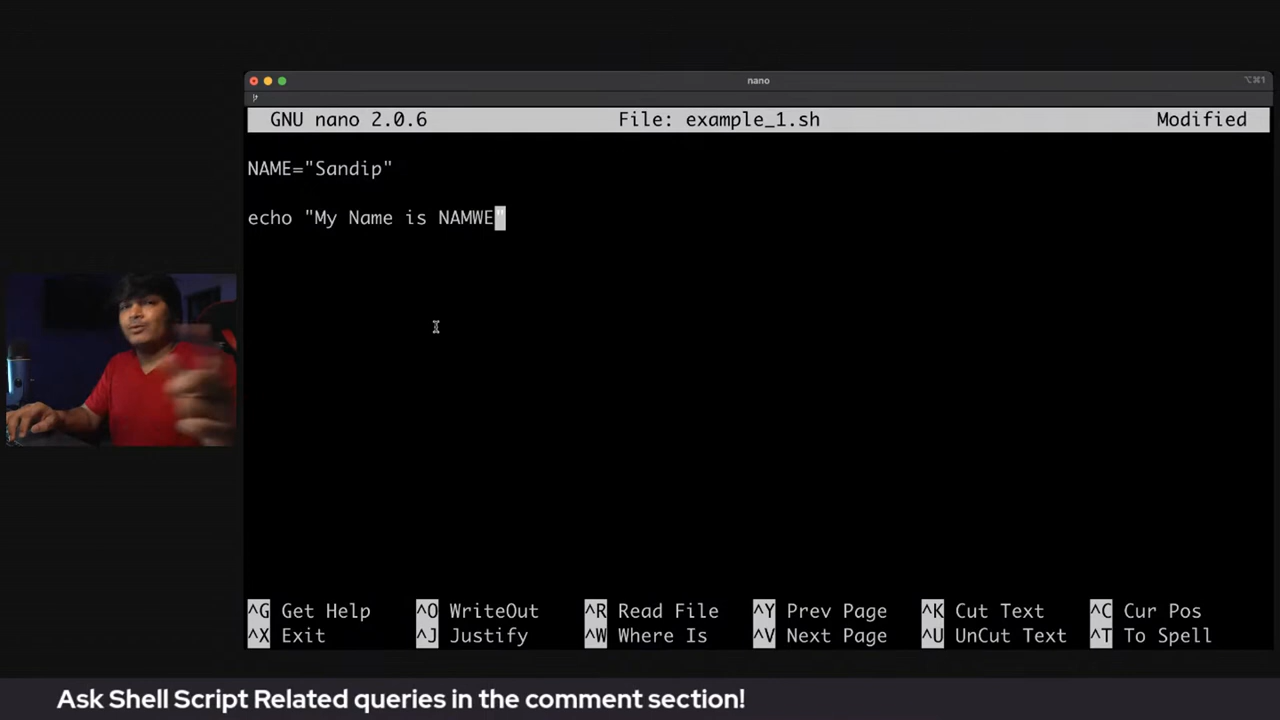 nano
⌥⌘1
GNU nano 2.0.6 File: example_1.sh Modified
NAME="Sandip"
echo "My Name is NAMWE"
^G Get Help ^O WriteOut ^R Read File ^Y Prev Page ^K Cut Text ^C Cur Pos
^X Exit ^J Justify ^W Where Is ^V Next Page ^U UnCut Text ^T To Spell
Ask Shell Script Related queries in the comment section!